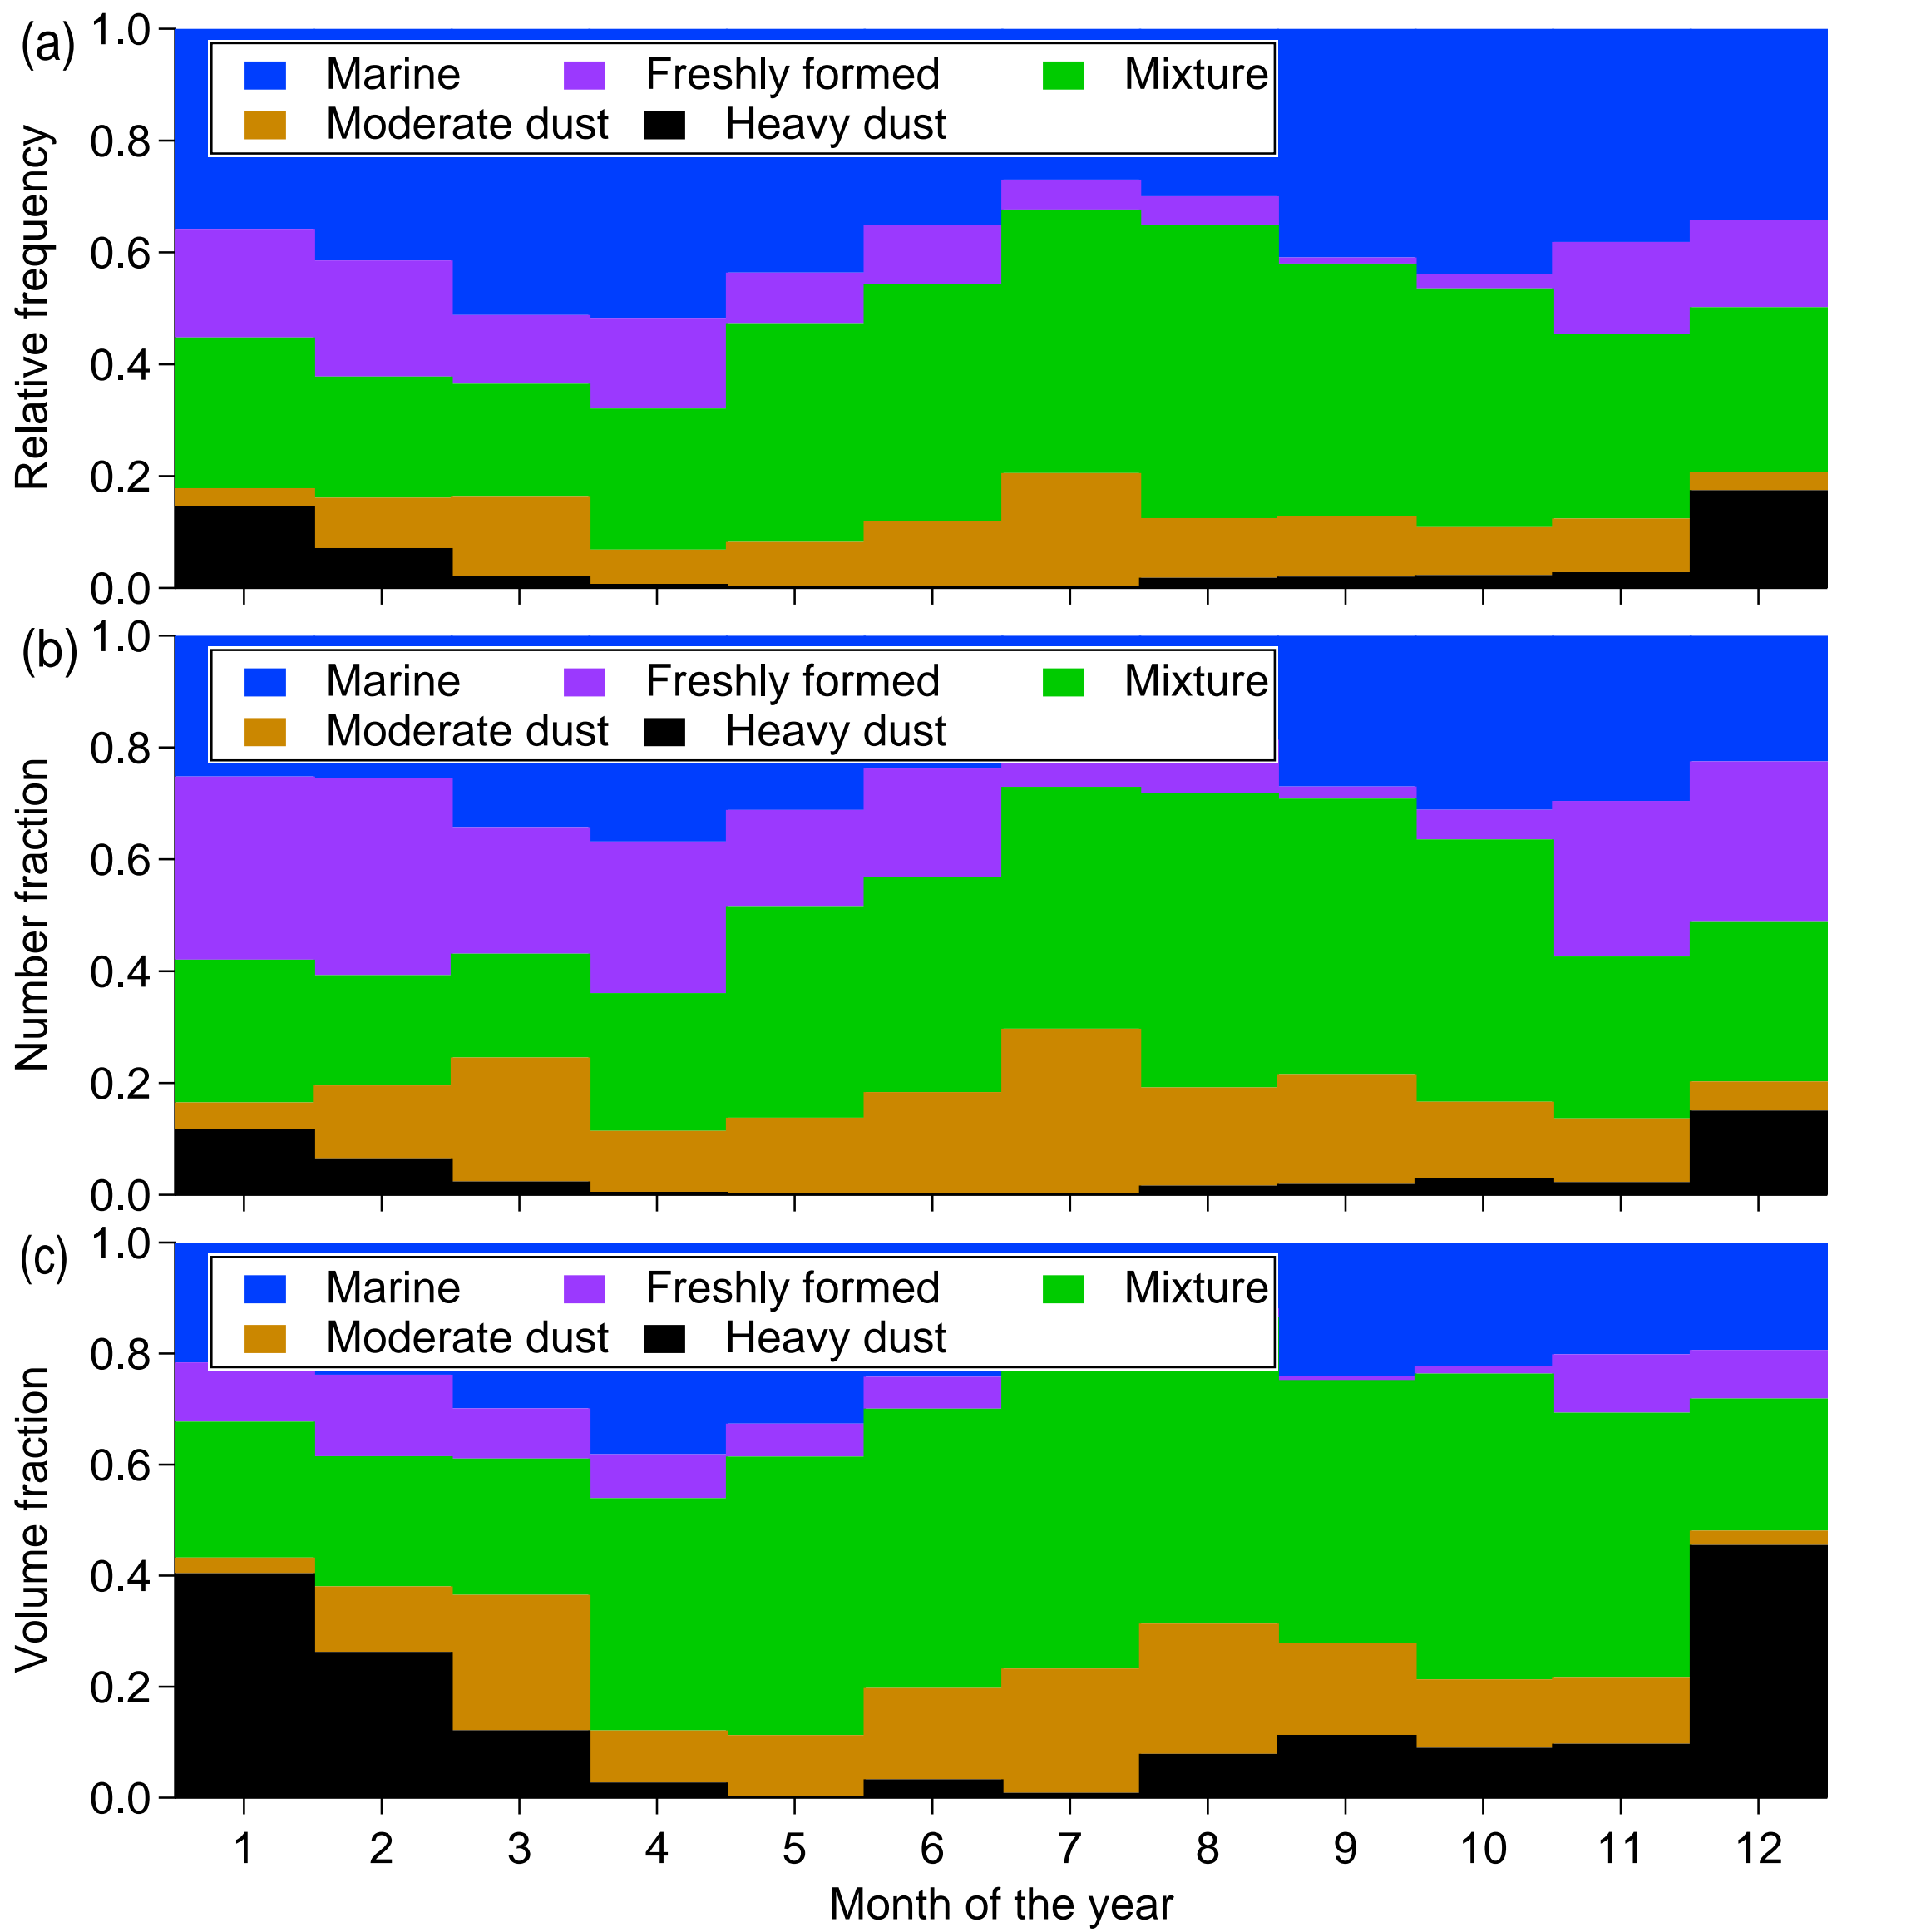 (a)
1.0
0.8
0.6
0.4
0.2
0.0
Relative frequency
Marine Freshly formed Mixture
Moderate dust Heavy dust
(b)
1.0
0.8
0.6
0.4
0.2
0.0
Number fraction
Marine Freshly formed Mixture
Moderate dust Heavy dust
(c)
1.0
0.8
0.6
0.4
0.2
0.0
Volume fraction
Marine Freshly formed Mixture
Moderate dust Heavy dust
1 2 3 4 5 6 7 8 9 10 11 12
Month of the year